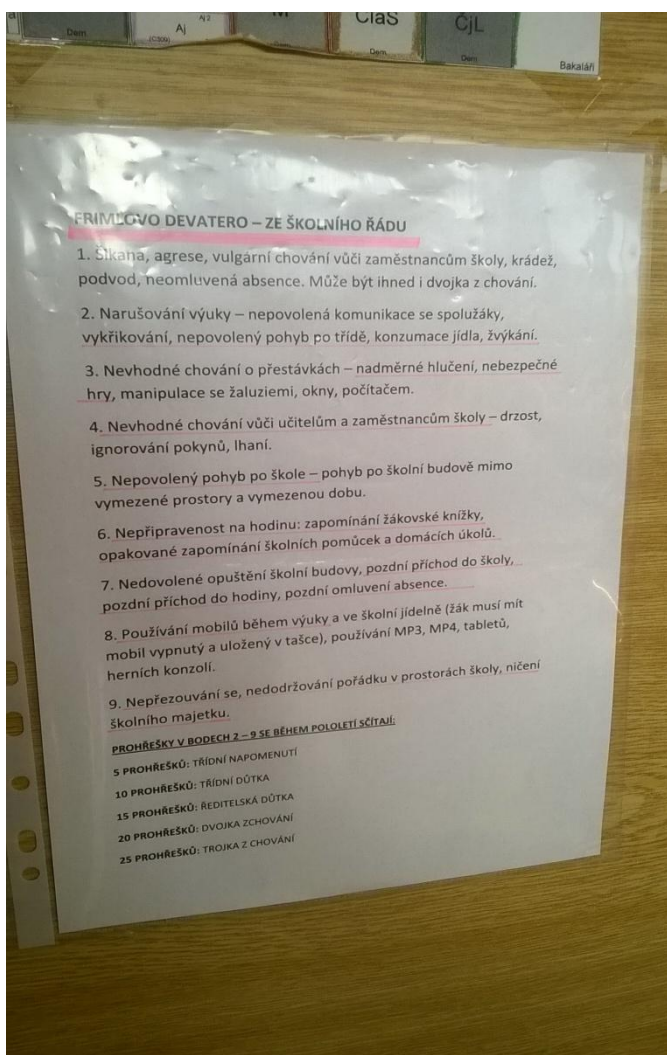 Dem
(C309)
Aj
Aj 2
ClaS
Dem
ČjL
Dem
Bakaláři
FRIMLOVO DEVATERO – ZE ŠKOLNÍHO ŘÁDU
1. Šikana, agrese, vulgární chování vůči zaměstnancům školy, krádež,
podvod, neomluvená absence. Může být ihned i dvojka z chování.
2. Narušování výuky – nepovolená komunikace se spolužáky,
vykřikování, nepovolený pohyb po třídě, konzumace jídla, žvýkání.
3. Nevhodné chování o přestávkách – nadměrné hlučení, nebezpečné
hry, manipulace se žaluziemi, okny, počítačem.
4. Nevhodné chování vůči učitelům a zaměstnancům školy – drzost,
ignorování pokynů, lhaní.
5. Nepovolený pohyb po škole – pohyb po školní budově mimo
vymezené prostory a vymezenou dobu.
6. Nepřipravenost na hodinu: zapomínání žákovské knížky,
opakované zapomínání školních pomůcek a domácích úkolů.
7. Nedovolené opuštění školní budovy, pozdní příchod do školy,
pozdní příchod do hodiny, pozdní omluvení absence.
8. Používání mobilů během výuky a ve školní jídelně (žák musí mít
mobil vypnutý a uložený v tašce), používání MP3, MP4, tabletů,
herních konzolí.
9. Nepřezouvání se, nedodržování pořádku v prostorách školy, ničení
školního majetku.
PROHŘEŠKY V BODECH 2 – 9 SE BĚHEM POLOLETÍ SČÍTAJÍ:
5 PROHŘEŠKŮ: TŘÍDNÍ NAPOMENUTÍ
10 PROHŘEŠKŮ: TŘÍDNÍ DŮTKA
15 PROHŘEŠKŮ: ŘEDITELSKÁ DŮTKA
20 PROHŘEŠKŮ: DVOJKA ZCHOVÁNÍ
25 PROHŘEŠKŮ: TROJKA Z CHOVÁNÍ